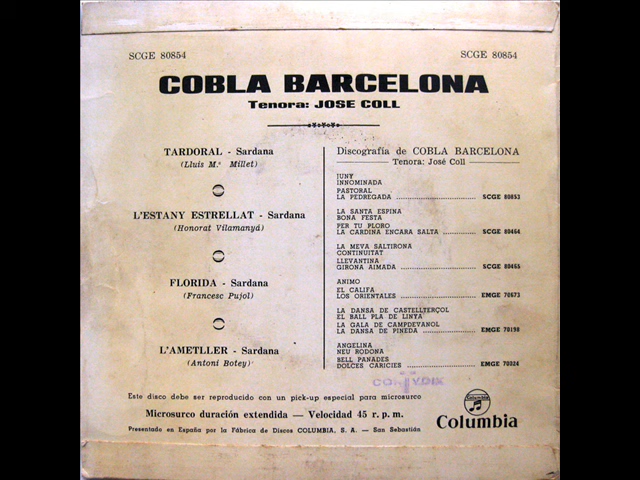 SCGE 80854
SCGE 80854
COBLA BARCELONA
Tenora: JOSE COLL
TARDORAL - Sardana
(Lluis M.ª Millet)
L'ESTANY ESTRELLAT - Sardana
(Honorat Vilamanyá)
FLORIDA - Sardana
(Francesc Pujol)
L'AMETLLER - Sardana
(Antoni Botey)
Discografía de COBLA BARCELONA
Tenora: José Coll
JUNY
INNOMINADA
PASTORAL
LA PEDREGADA SCGE 80853
LA SANTA ESPINA
BONA FESTA
PER TU PLORO
LA CARDINA ENCARA SALTA SCGE 80464
LA MEVA SALTIRONA
CONTINUITAT
LLEVANTINA
GIRONA AIMADA SCGE 80465
ANIMO
EL CALIFA
LOS ORIENTALES EMGE 70673
LA DANSA DE CASTELLTERÇOL
EL BALL PLA DE LINYA
LA GALA DE CAMPDEVANOL
LA DANSA DE PINEDA EMGE 70198
ANGELINA
NEU RODONA
BELL PANADES
DOLCES CARICIES EMGE 70024
Este disco debe ser reproducido con un pick-up especial para microsurco
Microsurco duración extendida — Velocidad 45 r. p. m.
Presentado en España por la Fábrica de Discos COLUMBIA, S. A. — San Sebastián
Columbia
Columbia